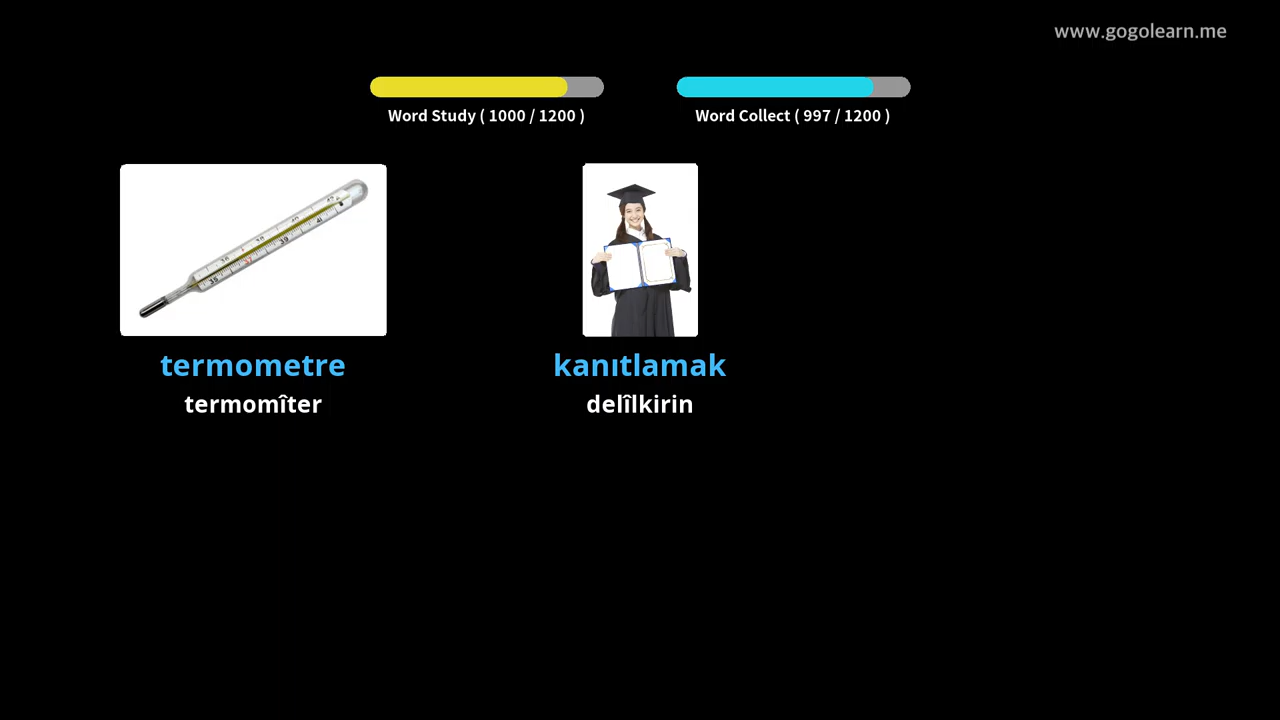 www.gogolearn.me
Word Study ( 1000 / 1200 )
Word Collect ( 997 / 1200 )
termometre
termomîter
kanıtlamak
delîlkirin